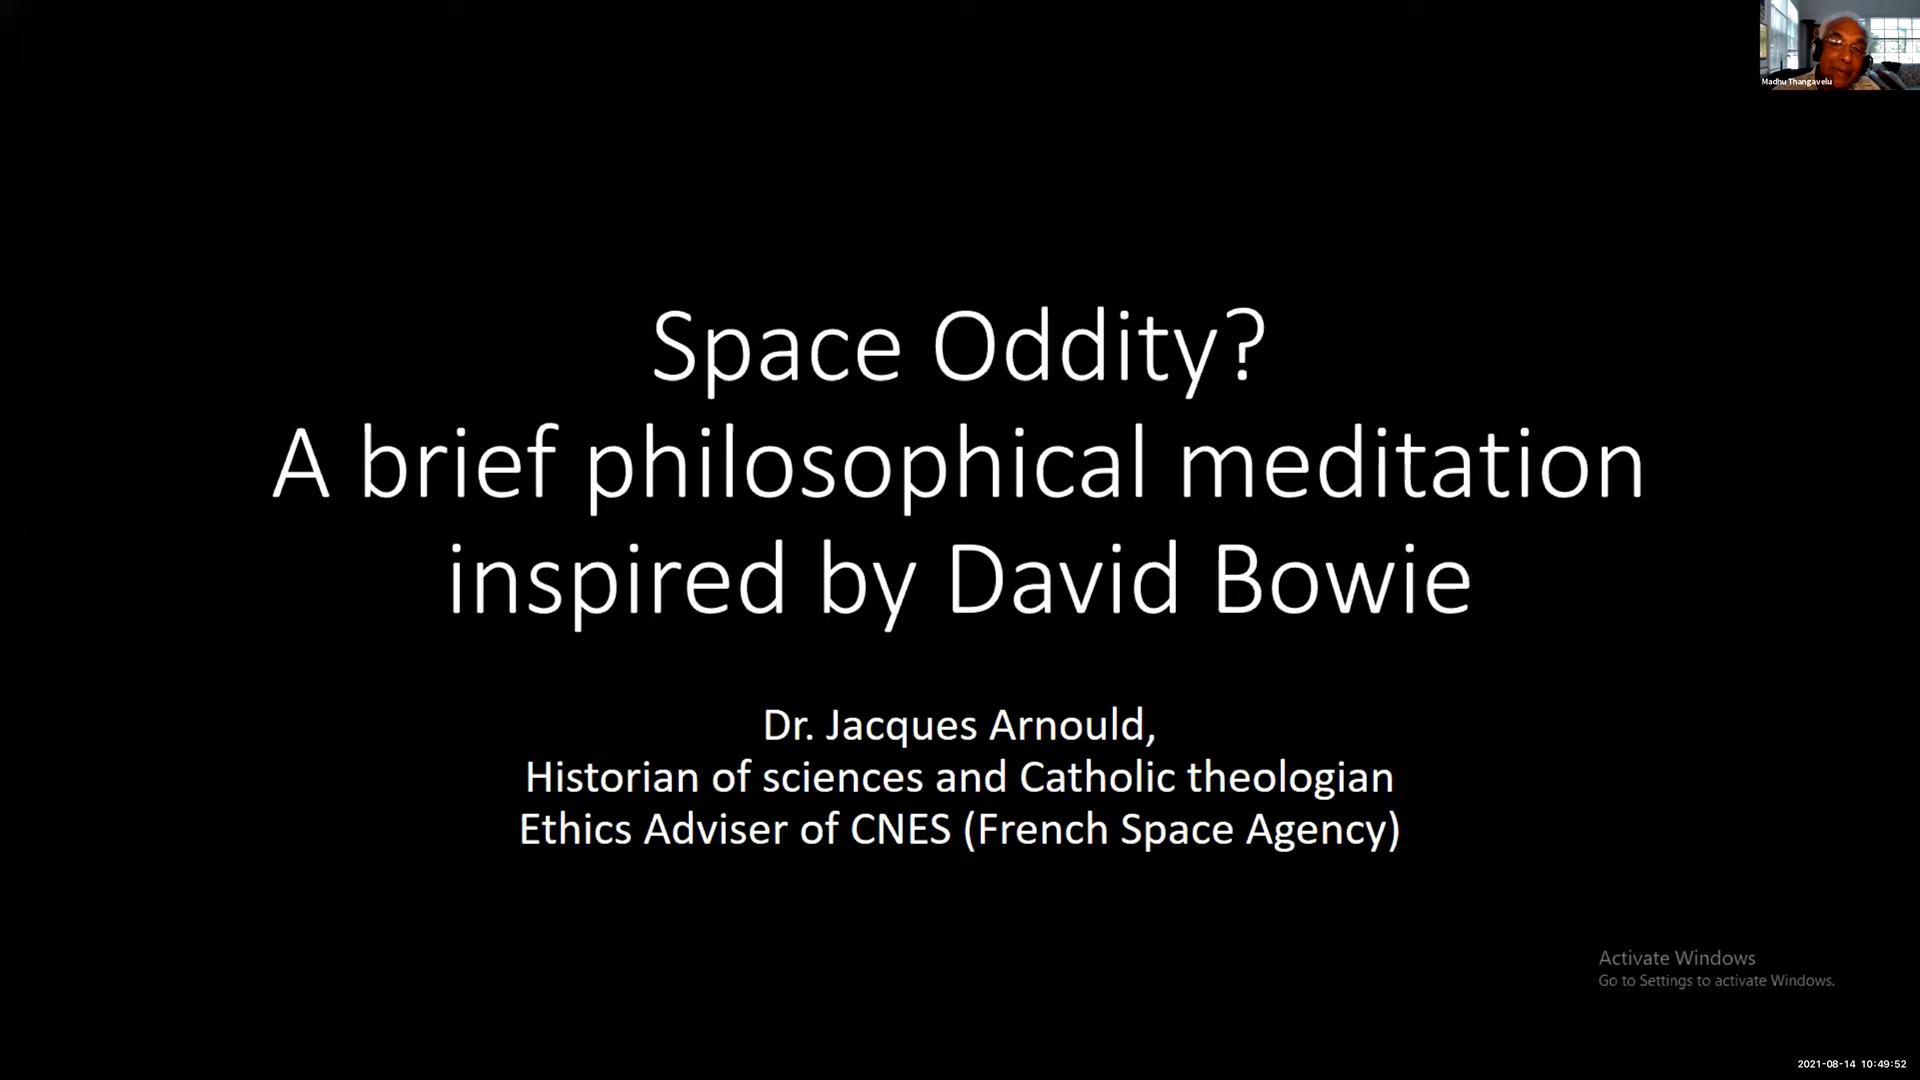 Madhu Thangavelu
Space Oddity?
A brief philosophical meditation
inspired by David Bowie
Dr. Jacques Arnould,
Historian of sciences and Catholic theologian
Ethics Adviser of CNES (French Space Agency)
Activate Windows
Go to Settings to activate Windows.
2021-08-14 10:49:52